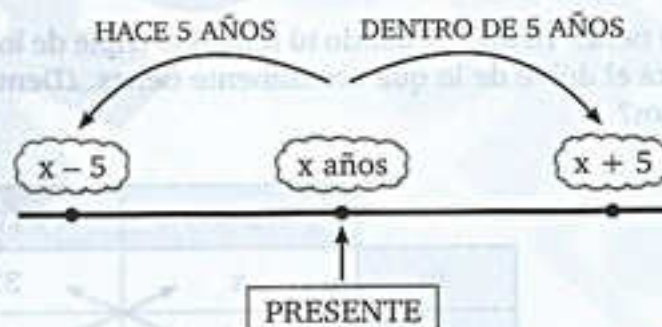 HACE 5 AÑOS DENTRO DE 5 AÑOS
x – 5 x años x + 5
PRESENTE